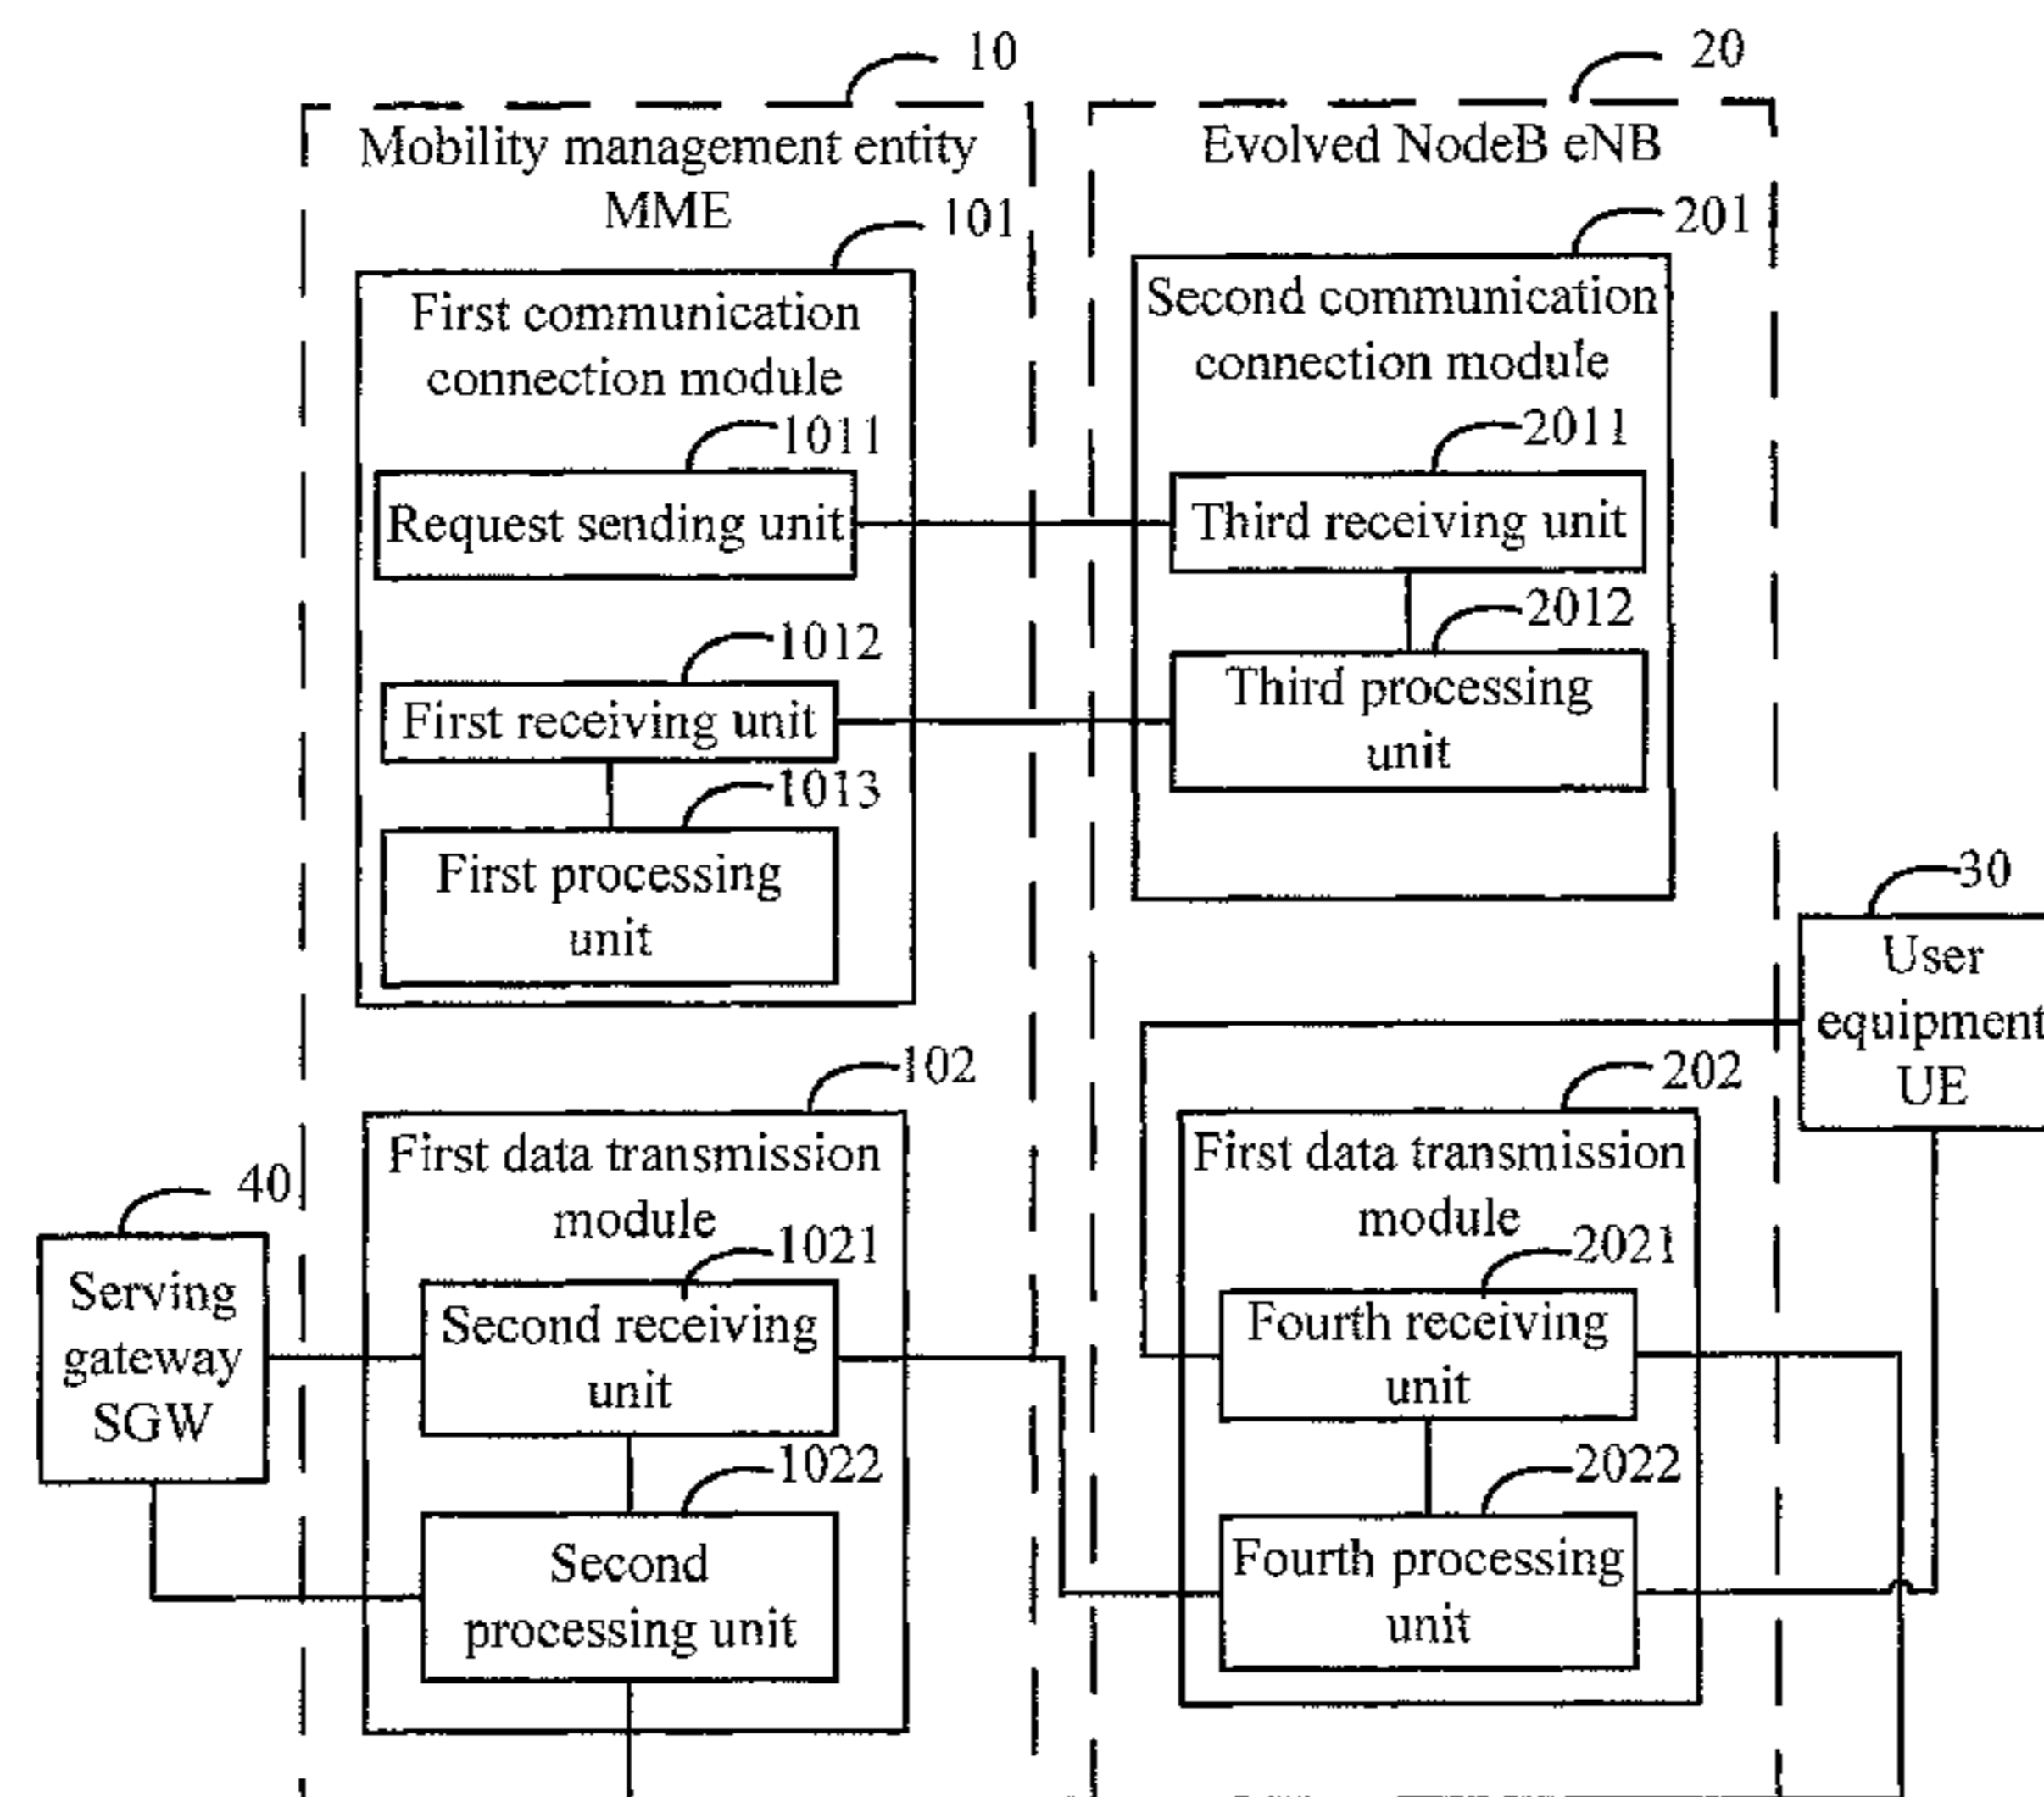 10
20
Mobility management entity
MME
Evolved NodeB eNB
101
201
First communication
connection module
Second communication
connection module
1011
2011
Request sending unit
Third receiving unit
1012
2012
First receiving unit
Third processing
unit
1013
First processing
unit
30
User
equipment
UE
102
202
First data transmission
module
First data transmission
module
40
Serving
gateway
SGW
1021
2021
Second receiving
unit
Fourth receiving
unit
1022
2022
Second
processing unit
Fourth processing
unit